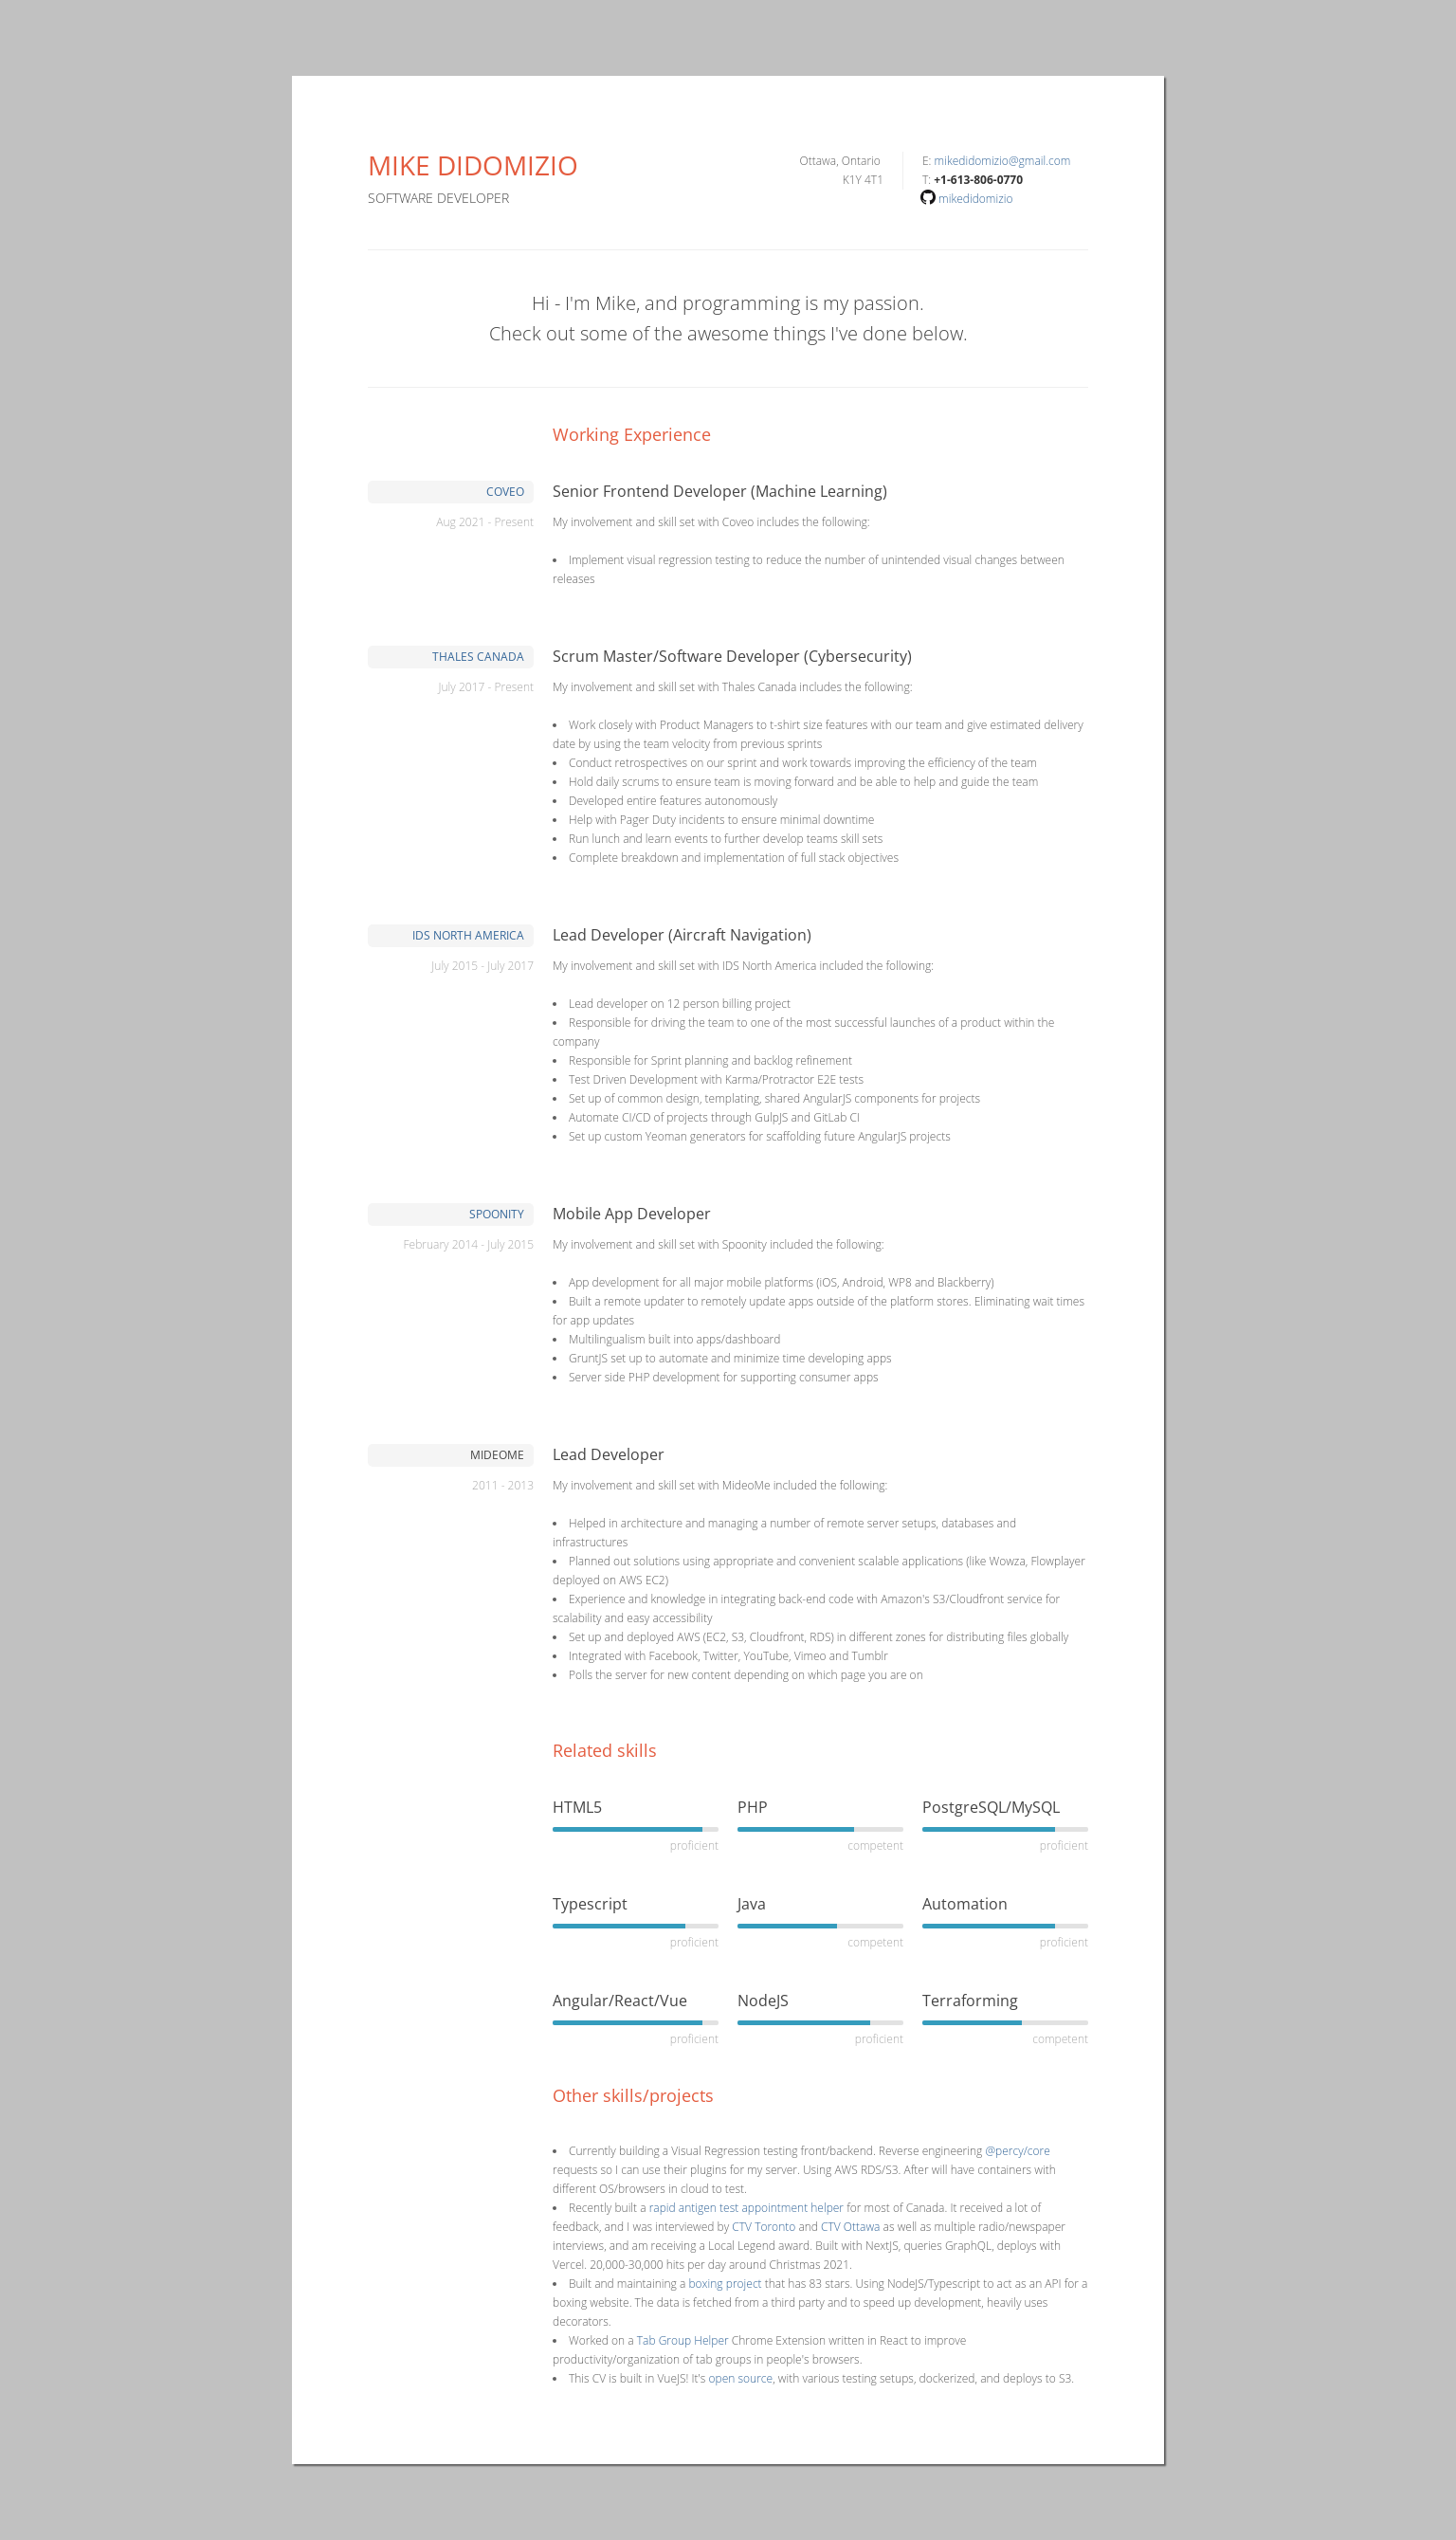 MIKE DIDOMIZIO
SOFTWARE DEVELOPER
Ottawa, Ontario
K1Y 4T1
E: mikedidomizio@gmail.com
T: +1-613-806-0770
mikedidomizio
Hi - I'm Mike, and programming is my passion.
Check out some of the awesome things I've done below.
Working Experience
COVEO
Aug 2021 - Present
Senior Frontend Developer (Machine Learning)
My involvement and skill set with Coveo includes the following:
• Implement visual regression testing to reduce the number of unintended visual changes between
releases
THALES CANADA
July 2017 - Present
Scrum Master/Software Developer (Cybersecurity)
My involvement and skill set with Thales Canada includes the following:
• Work closely with Product Managers to t-shirt size features with our team and give estimated delivery
date by using the team velocity from previous sprints
• Conduct retrospectives on our sprint and work towards improving the efficiency of the team
• Hold daily scrums to ensure team is moving forward and be able to help and guide the team
• Developed entire features autonomously
• Help with Pager Duty incidents to ensure minimal downtime
• Run lunch and learn events to further develop teams skill sets
• Complete breakdown and implementation of full stack objectives
IDS NORTH AMERICA
July 2015 - July 2017
Lead Developer (Aircraft Navigation)
My involvement and skill set with IDS North America included the following:
• Lead developer on 12 person billing project
• Responsible for driving the team to one of the most successful launches of a product within the
company
• Responsible for Sprint planning and backlog refinement
• Test Driven Development with Karma/Protractor E2E tests
• Set up of common design, templating, shared AngularJS components for projects
• Automate CI/CD of projects through GulpJS and GitLab CI
• Set up custom Yeoman generators for scaffolding future AngularJS projects
SPOONITY
February 2014 - July 2015
Mobile App Developer
My involvement and skill set with Spoonity included the following:
• App development for all major mobile platforms (iOS, Android, WP8 and Blackberry)
• Built a remote updater to remotely update apps outside of the platform stores. Eliminating wait times
for app updates
• Multilingualism built into apps/dashboard
• GruntJS set up to automate and minimize time developing apps
• Server side PHP development for supporting consumer apps
MIDEOME
2011 - 2013
Lead Developer
My involvement and skill set with MideoMe included the following:
• Helped in architecture and managing a number of remote server setups, databases and
infrastructures
• Planned out solutions using appropriate and convenient scalable applications (like Wowza, Flowplayer
deployed on AWS EC2)
• Experience and knowledge in integrating back-end code with Amazon's S3/Cloudfront service for
scalability and easy accessibility
• Set up and deployed AWS (EC2, S3, Cloudfront, RDS) in different zones for distributing files globally
• Integrated with Facebook, Twitter, YouTube, Vimeo and Tumblr
• Polls the server for new content depending on which page you are on
Related skills
HTML5
proficient
PHP
competent
PostgreSQL/MySQL
proficient
Typescript
proficient
Java
competent
Automation
proficient
Angular/React/Vue
proficient
NodeJS
proficient
Terraforming
competent
Other skills/projects
• Currently building a Visual Regression testing front/backend. Reverse engineering @percy/core
requests so I can use their plugins for my server. Using AWS RDS/S3. After will have containers with
different OS/browsers in cloud to test.
• Recently built a rapid antigen test appointment helper for most of Canada. It received a lot of
feedback, and I was interviewed by CTV Toronto and CTV Ottawa as well as multiple radio/newspaper
interviews, and am receiving a Local Legend award. Built with NextJS, queries GraphQL, deploys with
Vercel. 20,000-30,000 hits per day around Christmas 2021.
• Built and maintaining a boxing project that has 83 stars. Using NodeJS/Typescript to act as an API for a
boxing website. The data is fetched from a third party and to speed up development, heavily uses
decorators.
• Worked on a Tab Group Helper Chrome Extension written in React to improve
productivity/organization of tab groups in people's browsers.
• This CV is built in VueJS! It's open source, with various testing setups, dockerized, and deploys to S3.